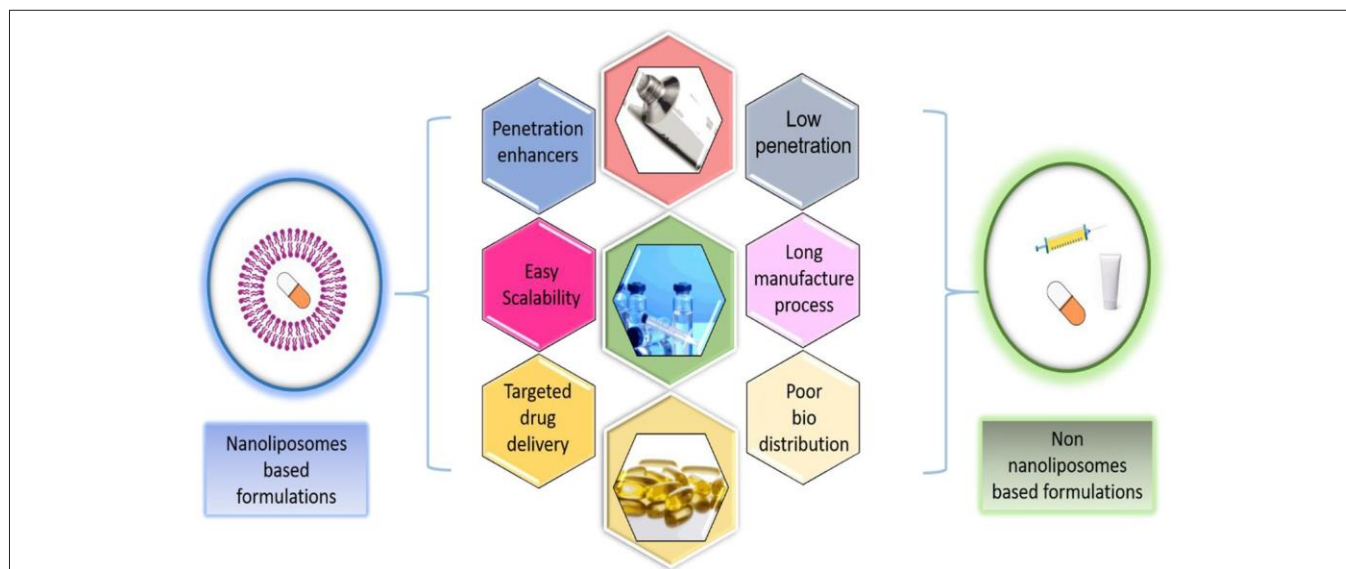 Penetration
enhancers
Low
penetration
Easy
Scalability
Long
manufacture
process
Targeted
drug
delivery
Poor
bio
distribution
Nanoliposomes
based
formulations
Non
nanoliposomes
based formulations